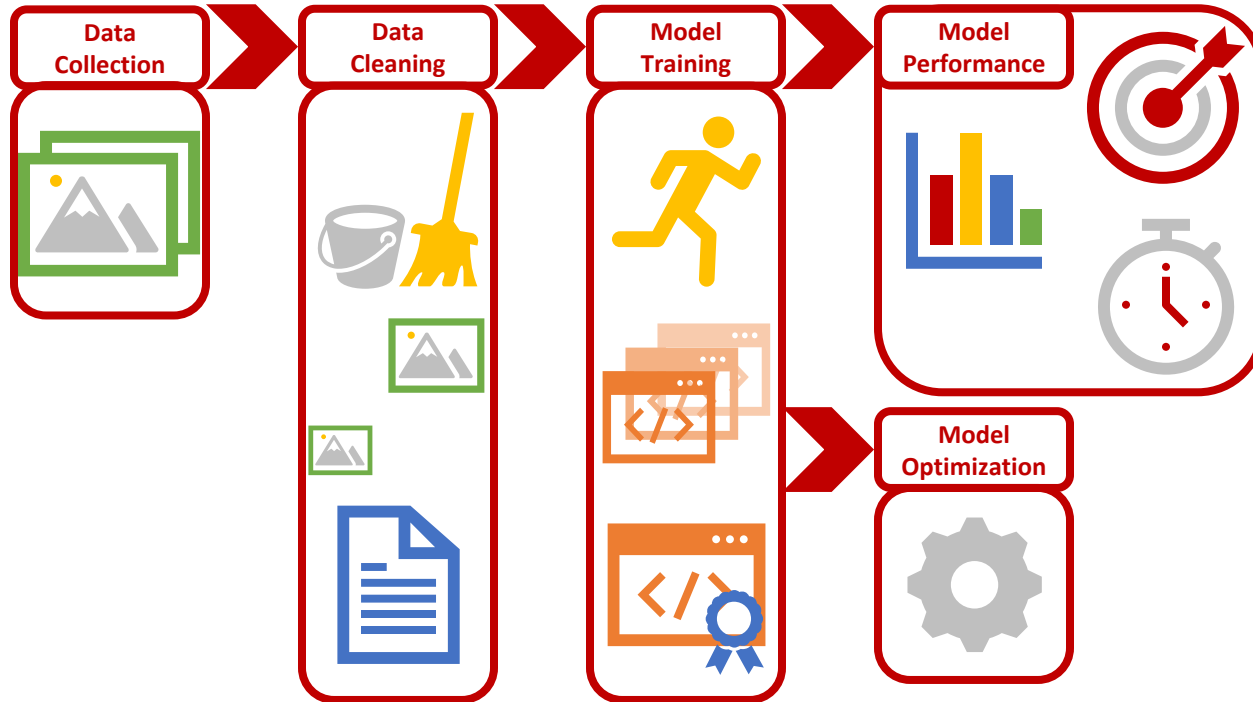 Data
Collection
Data
Cleaning
Model
Training
Model
Performance
</>
</>
</>
Model
Optimization
</>